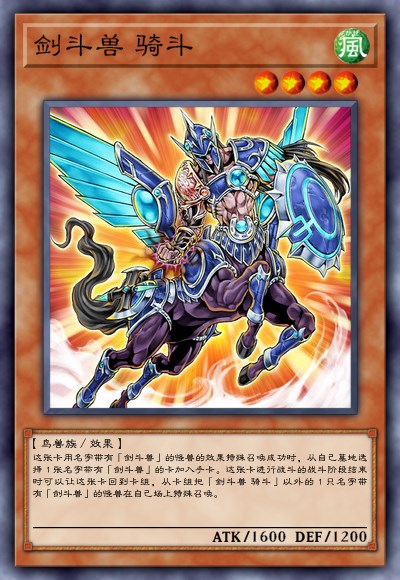 剑斗兽 骑斗
風
【鸟兽族/效果】
这张卡用名字带有「剑斗兽」的怪兽的效果特殊召唤成功时,从自己墓地选
择1张名字带有「剑斗兽」的卡加入手卡。这张卡进行战斗的战斗阶段结束
时可以让这张卡回到卡组,从卡组把「剑斗兽 骑斗」以外的1只名字带
有「剑斗兽」的怪兽在自己场上特殊召唤。
ATK/1600 DEF/1200